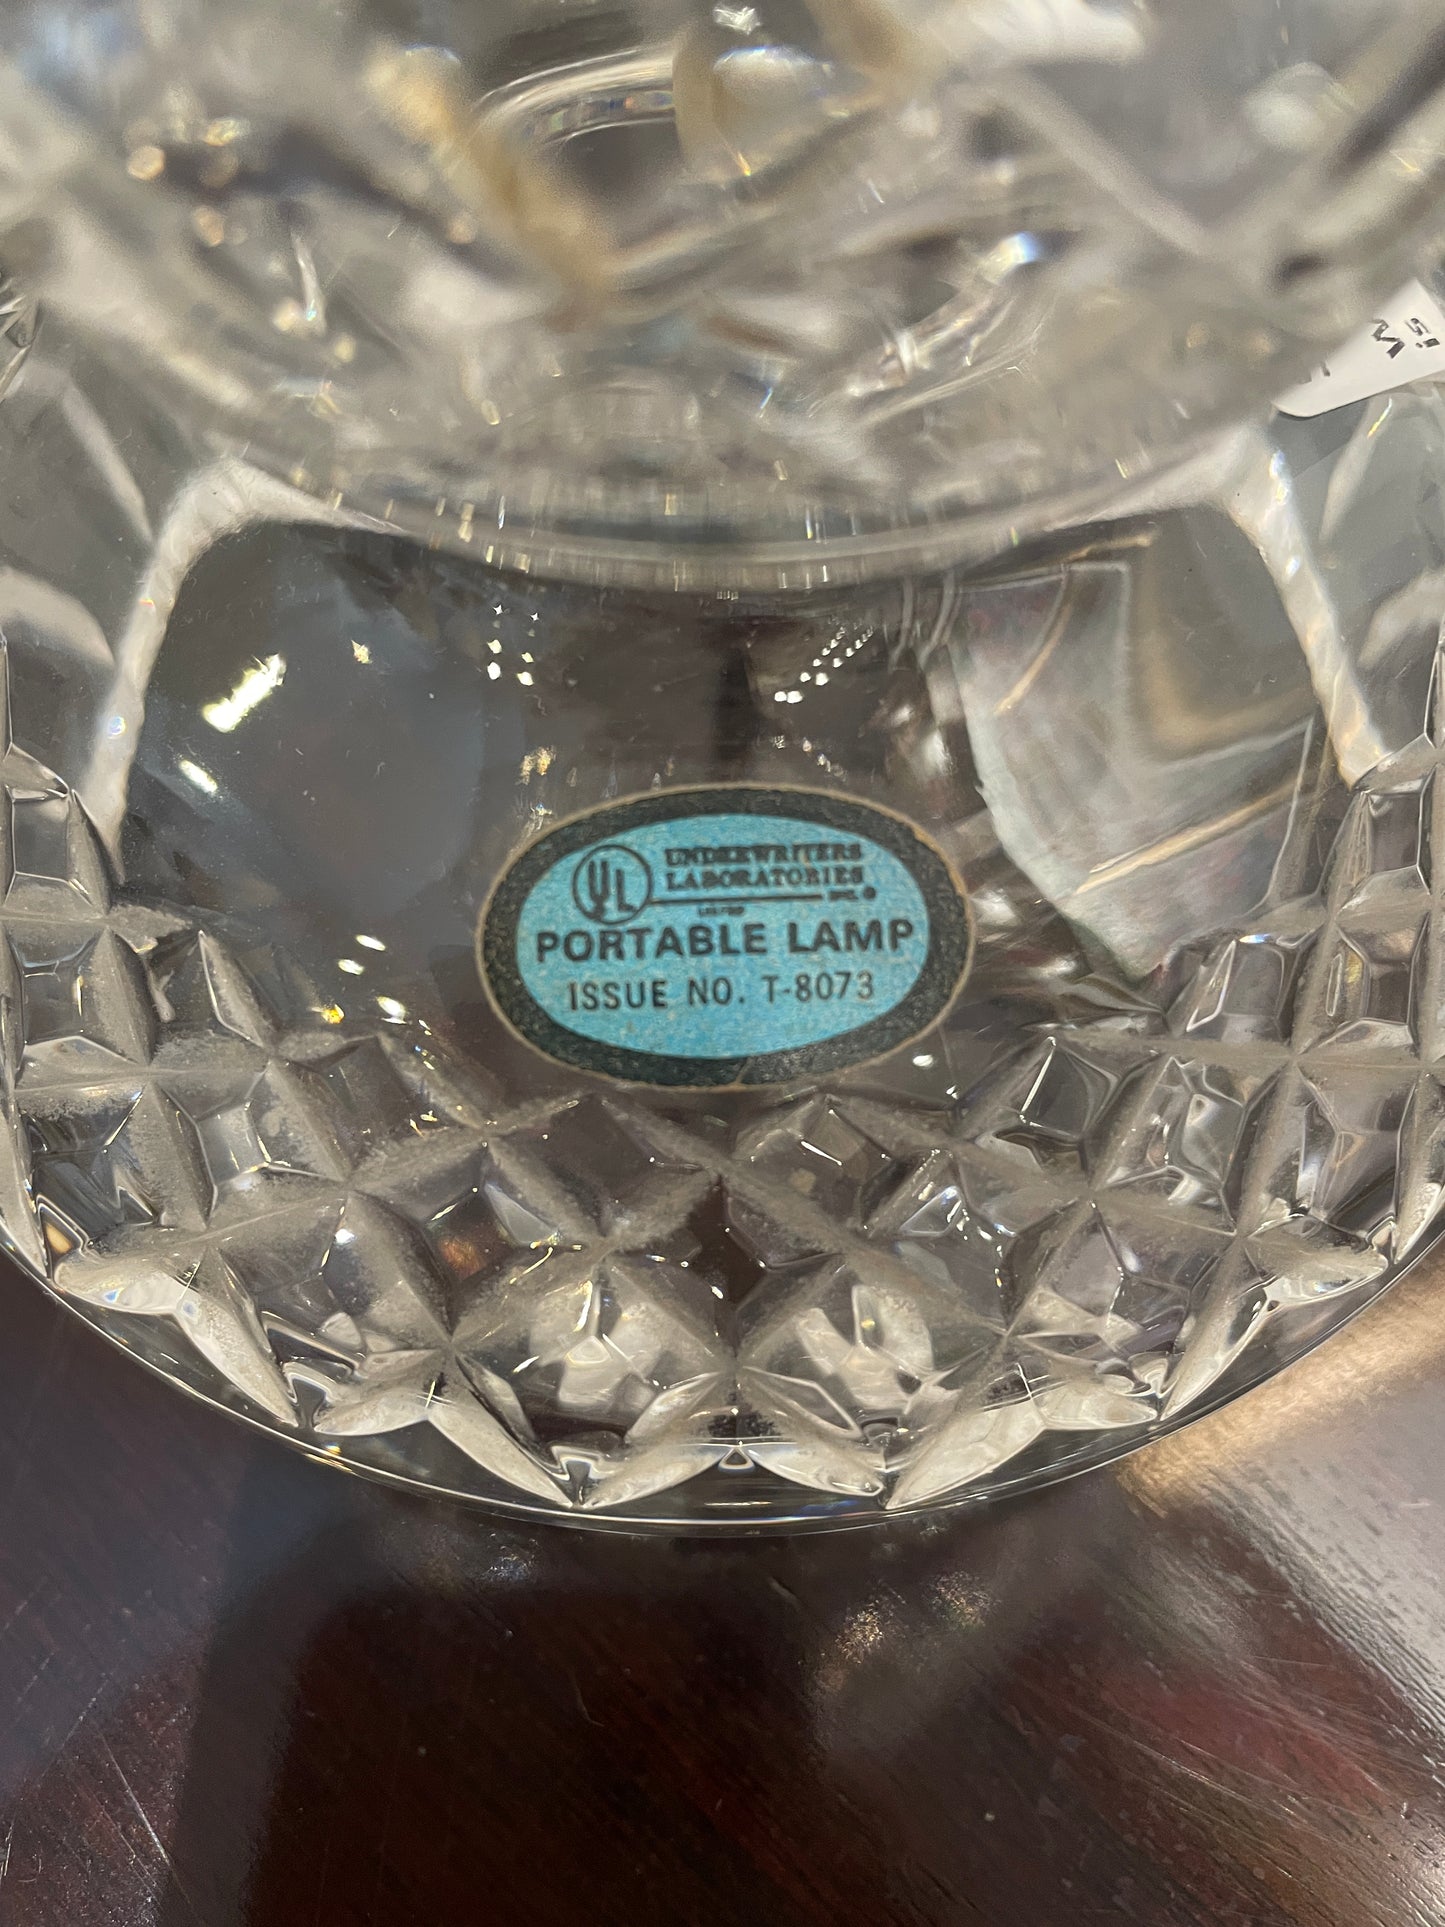 UL
UNDERWRITERS
LABORATORIES
INC.®
LISTED
PORTABLE LAMP
ISSUE NO. T-8073